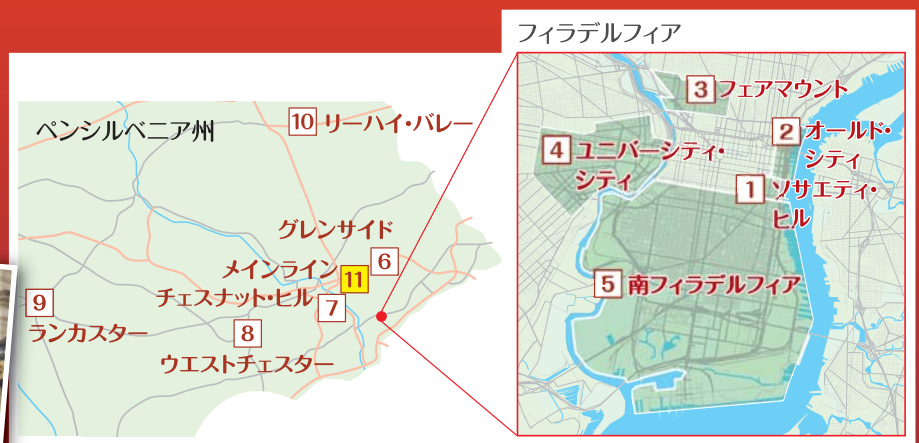 フィラデルフィア
ペンシルベニア州
10 リーハイ・バレー
グレンサイド
6
メインライン
11
チェスナット・ヒル
7
9
ランカスター
8
ウエストチェスター
3 フェアマウント
2 オールド・
シティ
4 ユニバーシティ・
シティ
1 ソサエティ・
ヒル
5 南フィラデルフィア